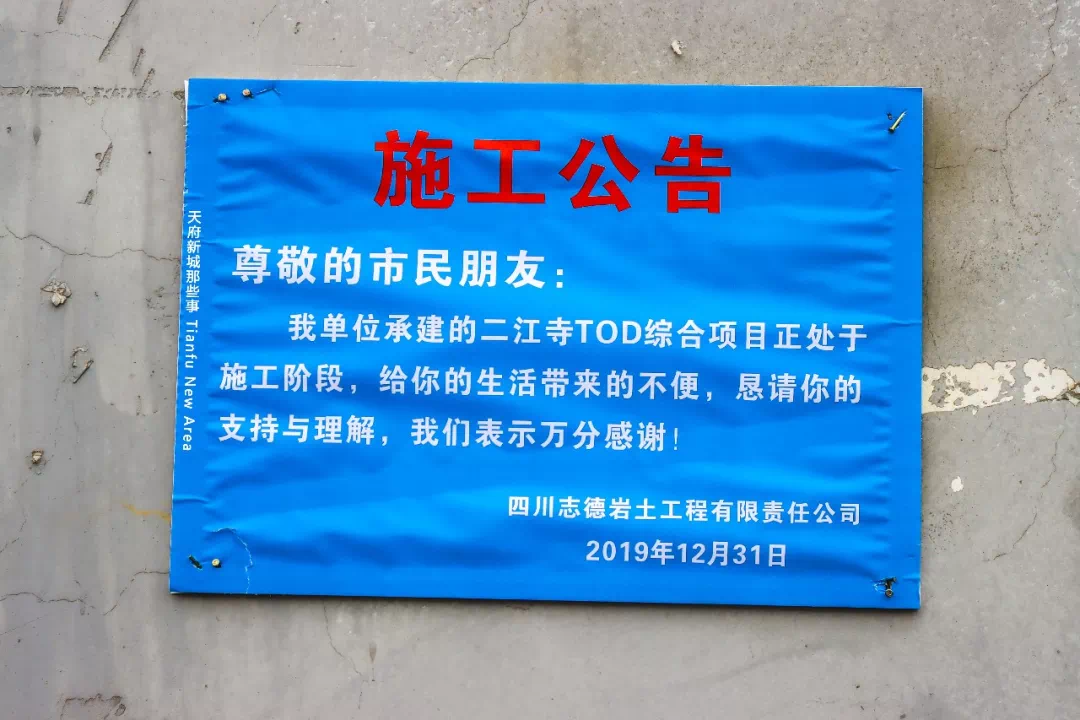 施工公告
尊敬的市民朋友：
我单位承建的二江寺TOD综合项目正处于
施工阶段，给你的生活带来的不便，恳请你的
支持与理解，我们表示万分感谢！
四川志德岩土工程有限责任公司
2019年12月31日
天府新城那些事 Tianfu New Area